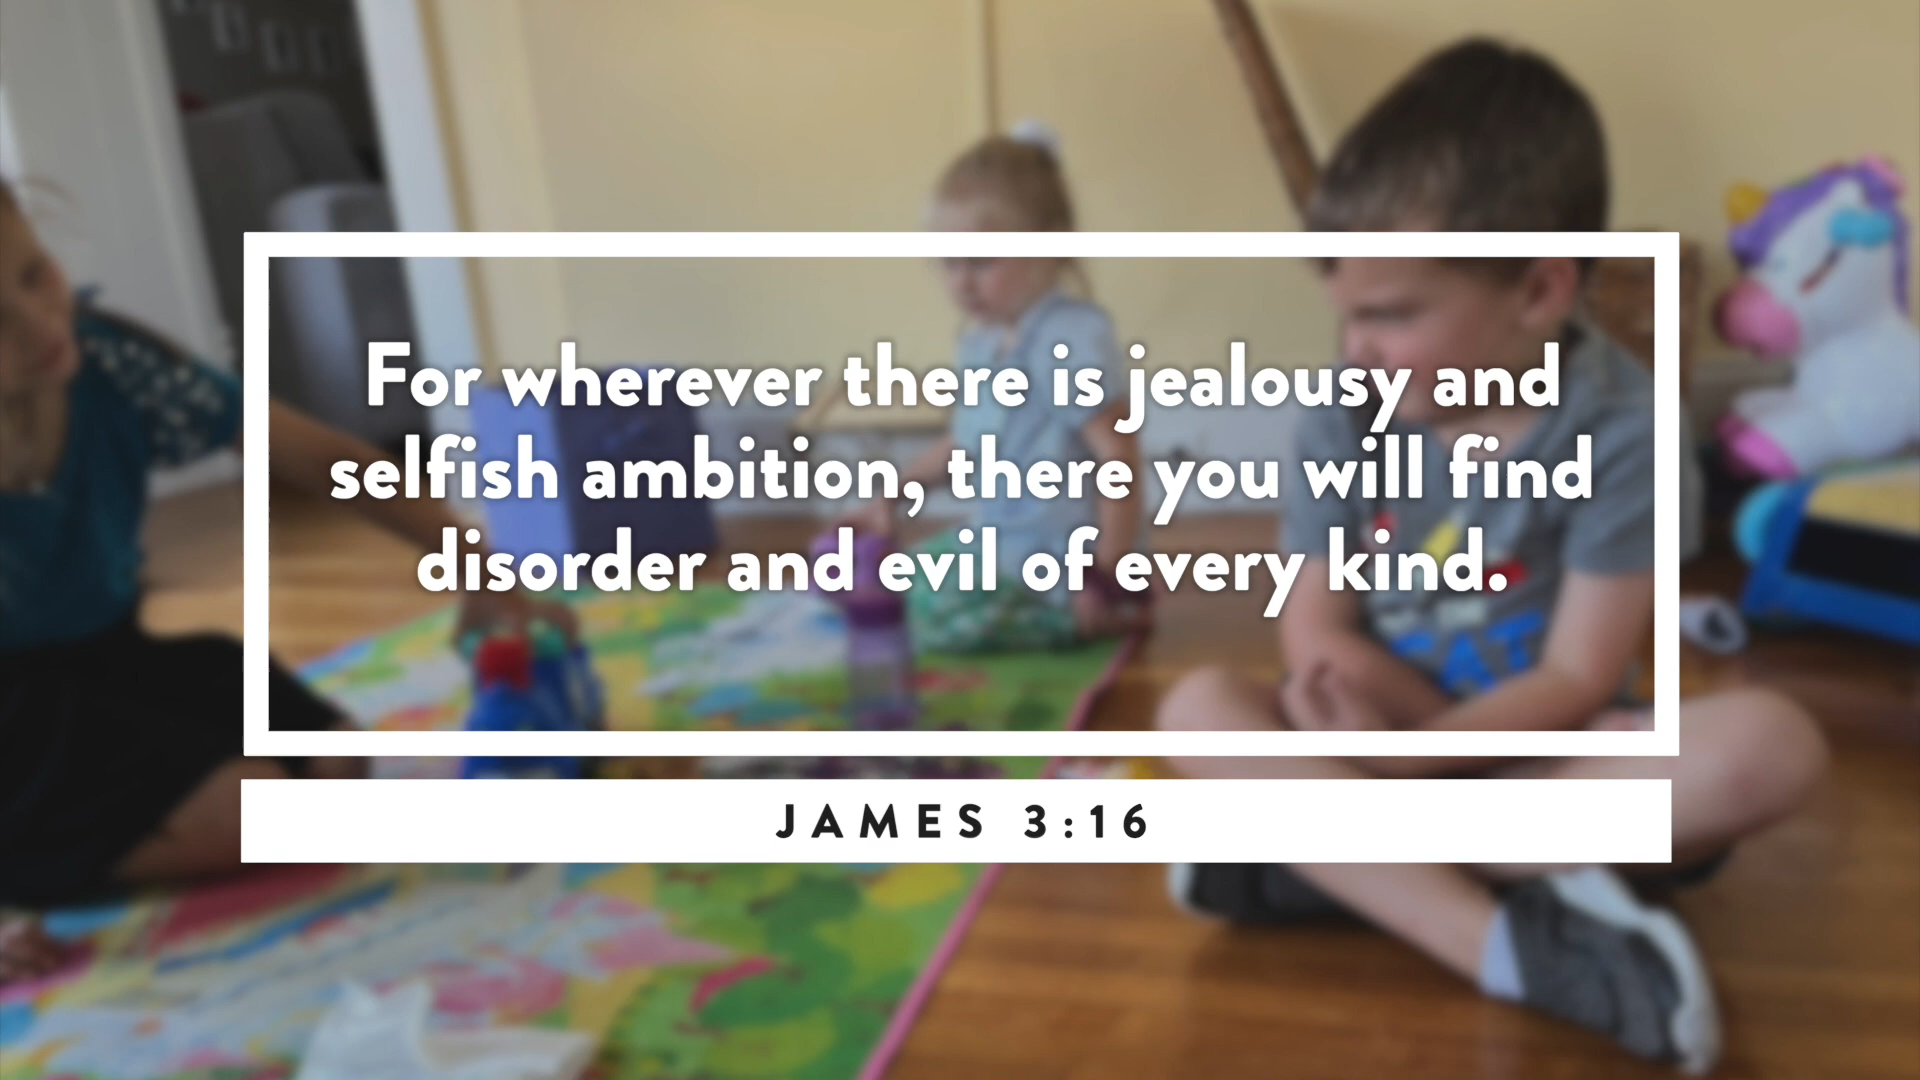 For wherever there is jealousy and
selfish ambition, there you will find
disorder and evil of every kind.
JAMES 3:16